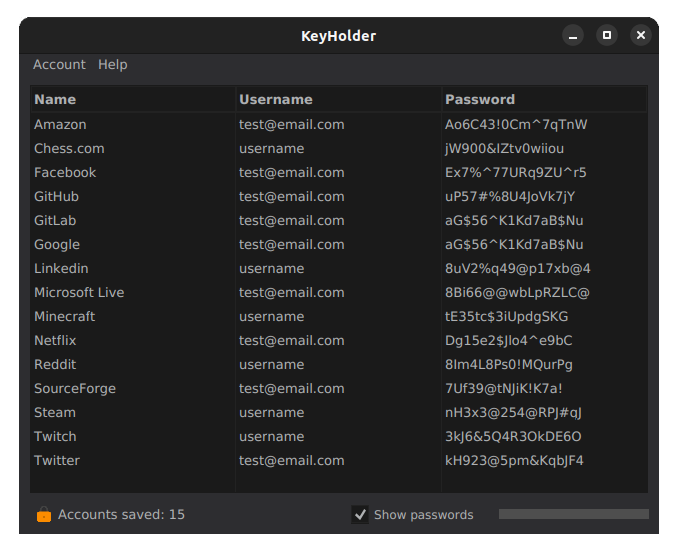 KeyHolder
Account Help
Name Username Password
Amazon test@email.com Ao6C43!0Cm^7qTnW
Chess.com username jW900&IZtv0wiiou
Facebook test@email.com Ex7%^77URq9ZU^r5
GitHub test@email.com uP57#%8U4JoVk7jY
GitLab test@email.com aG$56^K1Kd7aB$Nu
Google test@email.com aG$56^K1Kd7aB$Nu
Linkedin username 8uV2%q49@p17xb@4
Microsoft Live test@email.com 8Bi66@@wbLpRZLC@
Minecraft username tE35tc$3iUpdgSKG
Netflix test@email.com Dg15e2$JIo4^e9bC
Reddit username 8Im4L8Ps0!MQurPg
SourceForge test@email.com 7Uf39@tNJiK!K7a!
Steam username nH3x3@254@RPJ#qJ
Twitch username 3kJ6&5Q4R3OkDE6O
Twitter test@email.com kH923@5pm&KqbJF4
Accounts saved: 15 Show passwords